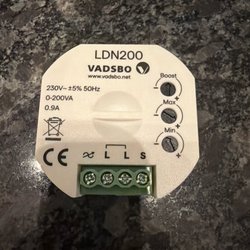 LDN200
VADSBO
www.vadsbo.net
230V~ ±5% 50Hz
0-200VA
0.9A
Boost
Max
Min
CE
L L S